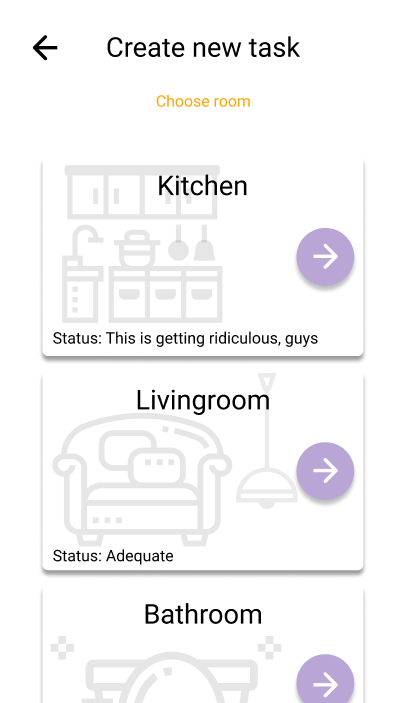 Create new task
Choose room
Kitchen
Status: This is getting ridiculous, guys
Livingroom
Status: Adequate
Bathroom